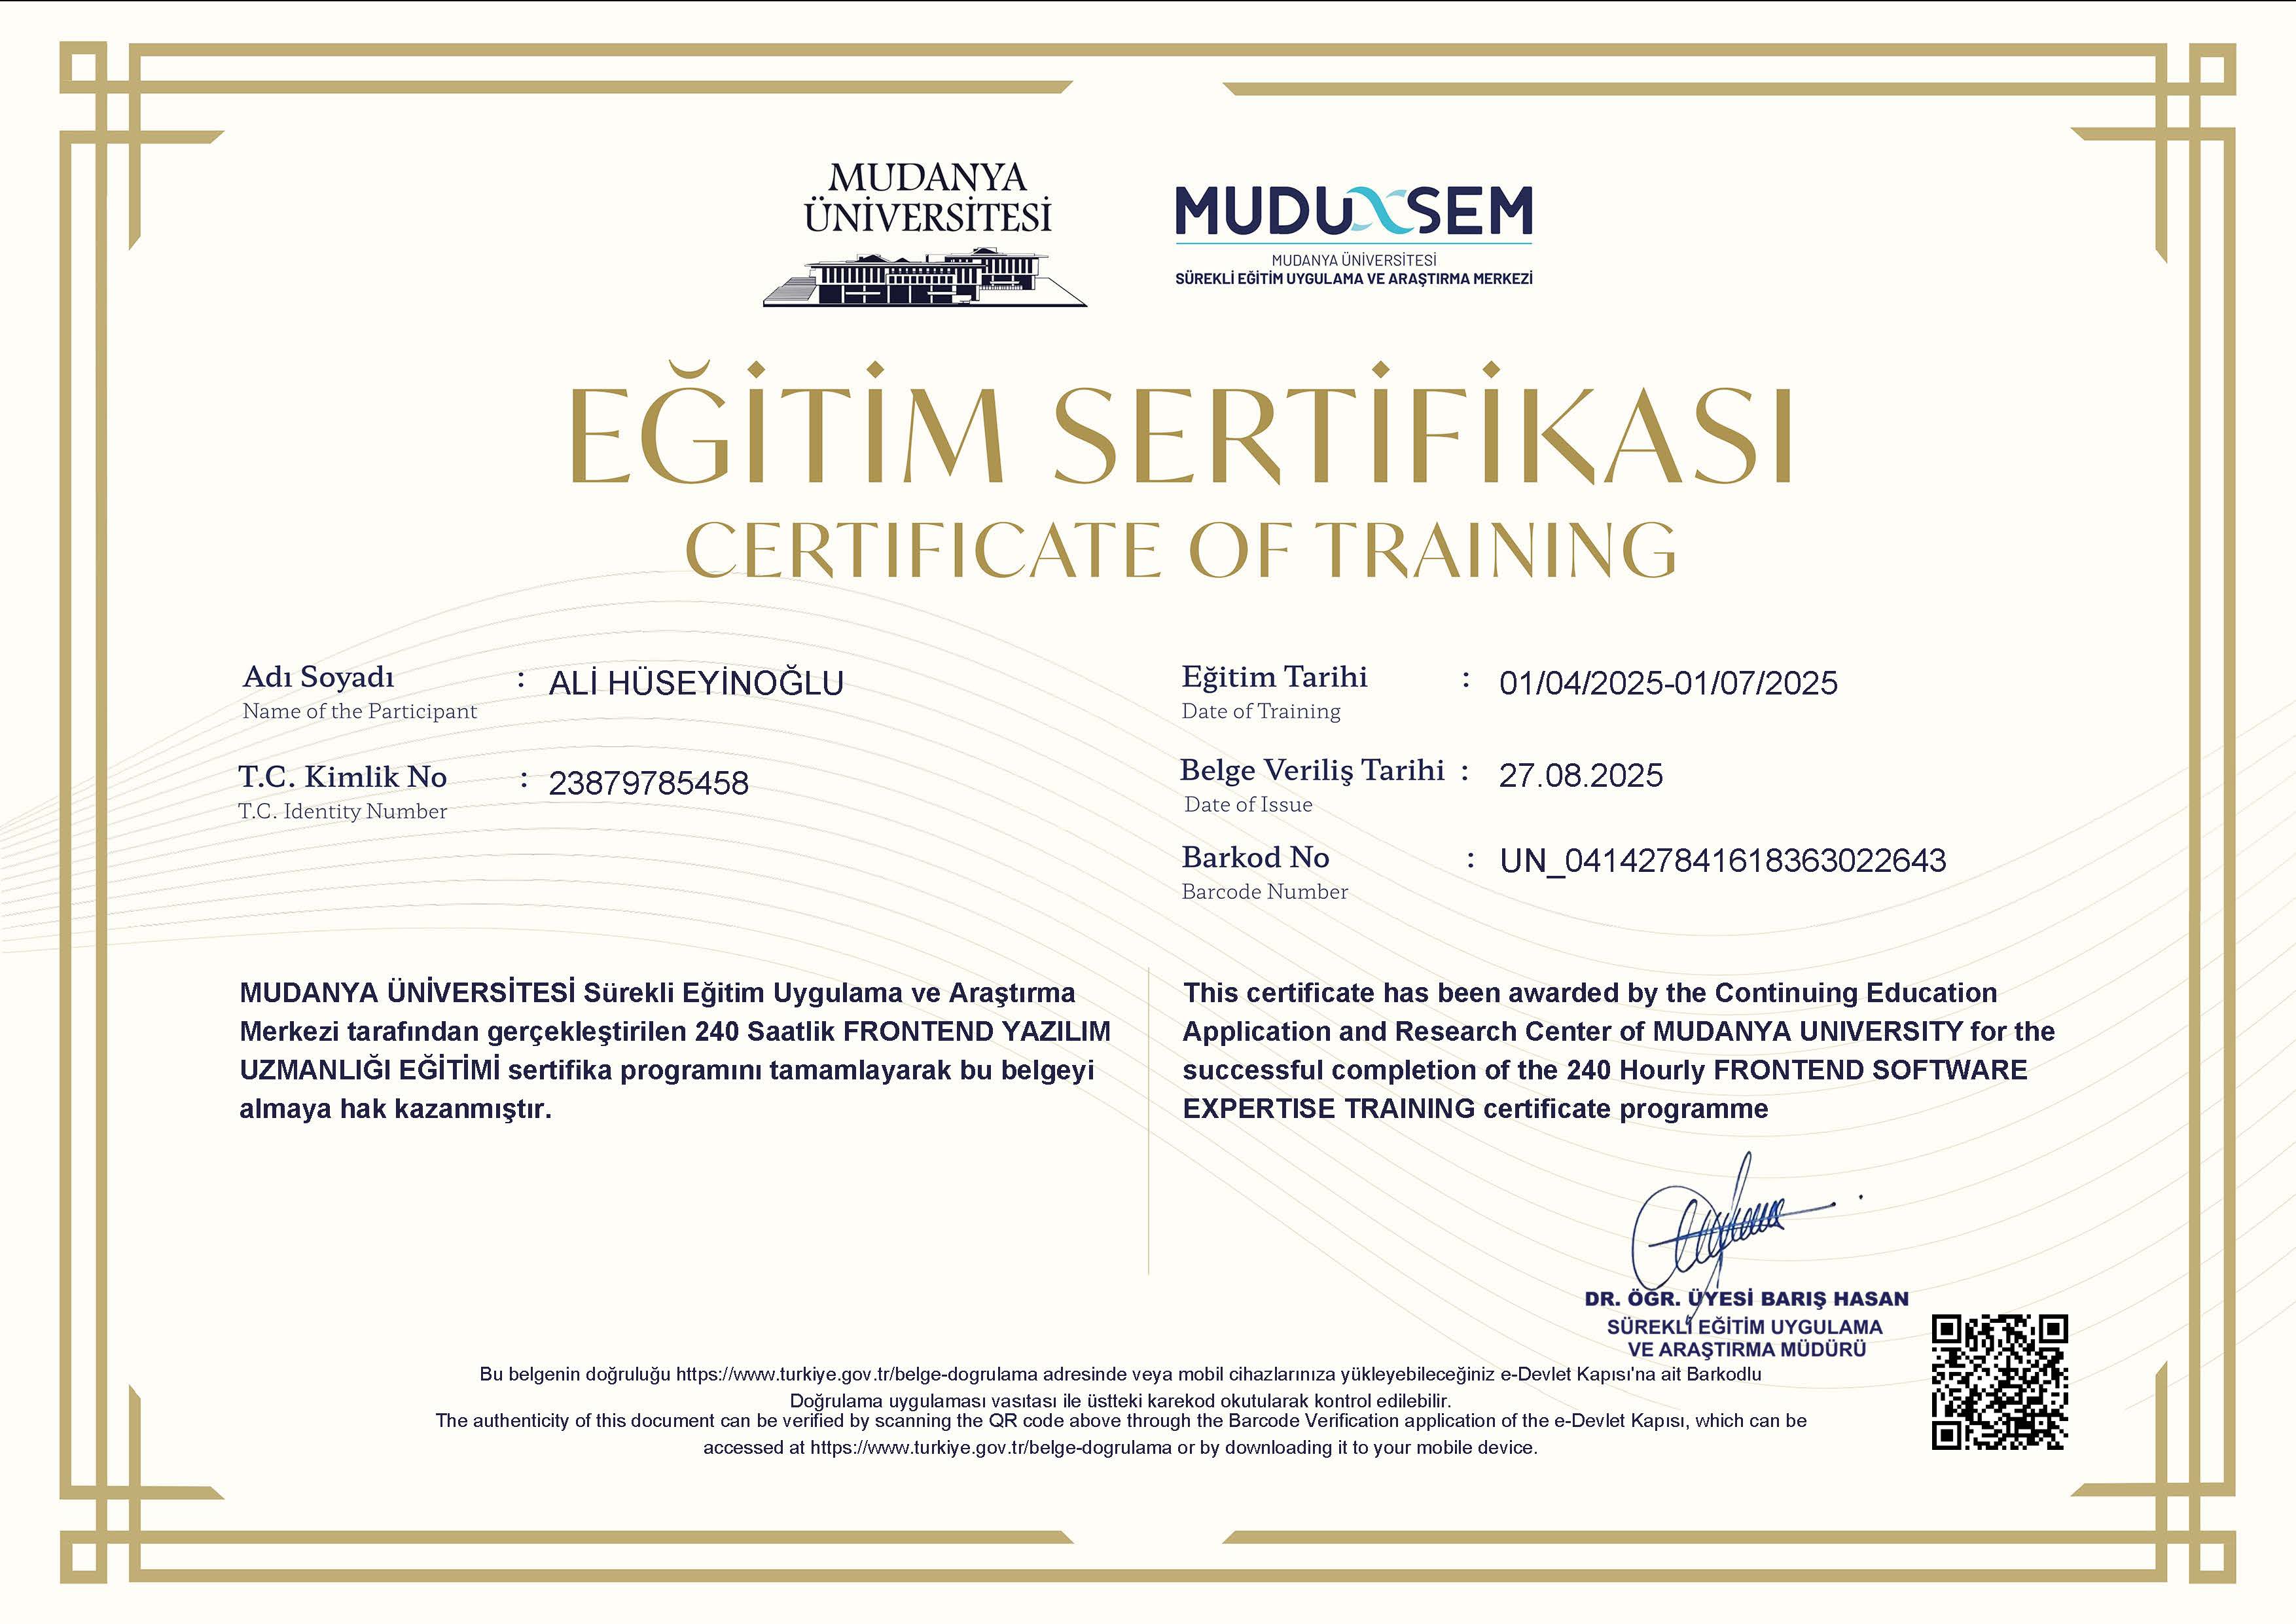 MUDANYA
ÜNİVERSİTESİ
MUDU SEM
MUDANYA ÜNİVERSİTESİ
SÜREKLİ EĞİTİM UYGULAMA VE ARAŞTIRMA MERKEZİ
EĞİTİM SERTİFİKASI
CERTIFICATE OF TRAINING
Adı Soyadı : ALİ HÜSEYİNOĞLU
Name of the Participant
T.C. Kimlik No : 23879785458
T.C. Identity Number
Eğitim Tarihi : 01/04/2025-01/07/2025
Date of Training
Belge Veriliş Tarihi : 27.08.2025
Date of Issue
Barkod No : UN_041427841618363022643
Barcode Number
MUDANYA ÜNİVERSİTESİ Sürekli Eğitim Uygulama ve Araştırma
Merkezi tarafından gerçekleştirilen 240 Saatlik FRONTEND YAZILIM
UZMANLIĞI EĞİTİMİ sertifika programını tamamlayarak bu belgeyi
almaya hak kazanmıştır.
This certificate has been awarded by the Continuing Education
Application and Research Center of MUDANYA UNIVERSITY for the
successful completion of the 240 Hourly FRONTEND SOFTWARE
EXPERTISE TRAINING certificate programme
DR. ÖGR. ÜYESİ BARIŞ HASAN
SÜREKLİ EĞİTİM UYGULAMA
VE ARAŞTIRMA MÜDÜRÜ
Bu belgenin doğruluğu https://www.turkiye.gov.tr/belge-dogrulama adresinde veya mobil cihazlarınıza yükleyebileceğiniz e-Devlet Kapısı'na ait Barkodlu
Doğrulama uygulaması vasıtası ile üstteki karekod okutularak kontrol edilebilir.
The authenticity of this document can be verified by scanning the QR code above through the Barcode Verification application of the e-Devlet Kapısı, which can be
accessed at https://www.turkiye.gov.tr/belge-dogrulama or by downloading it to your mobile device.